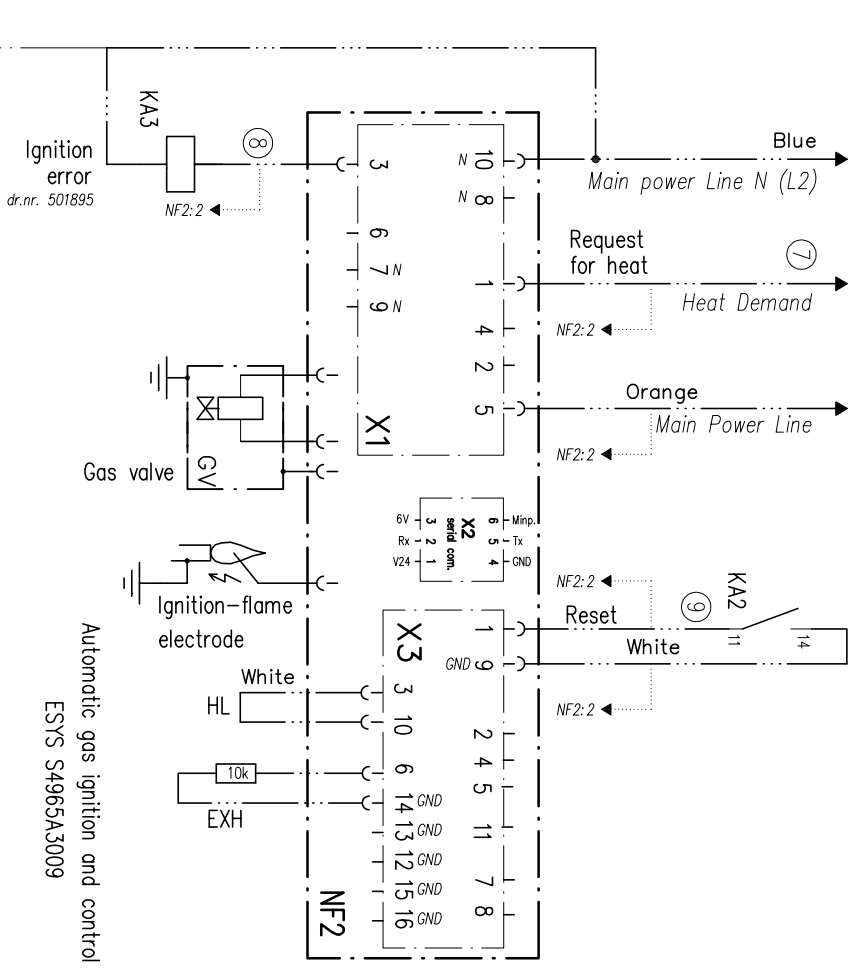 KA3
8
Ignition
error
dr.nr. 501895
NF2:2
3
6
7 N
9 N
N 10
N 8
1
4
2
5
X1
Blue
Main power Line N (L2)
Request
for heat
7
Heat Demand
NF2:2
Orange
Main Power Line
NF2:2
Gas valve
GV
6V 3
Rx 2
V24 1
X2
serial com.
6 Minp.
5 Tx
4 GND
Ignition-flame
electrode
NF2:2
Reset
9
KA2
11
14
White
NF2:2
X3
1
GND 9
2
4
5
11
7
8
White
HL
3
10
10k
EXH
6
14 GND
13 GND
12 GND
15 GND
16 GND
NF2
Automatic gas ignition and control
ESYS S4965A3009